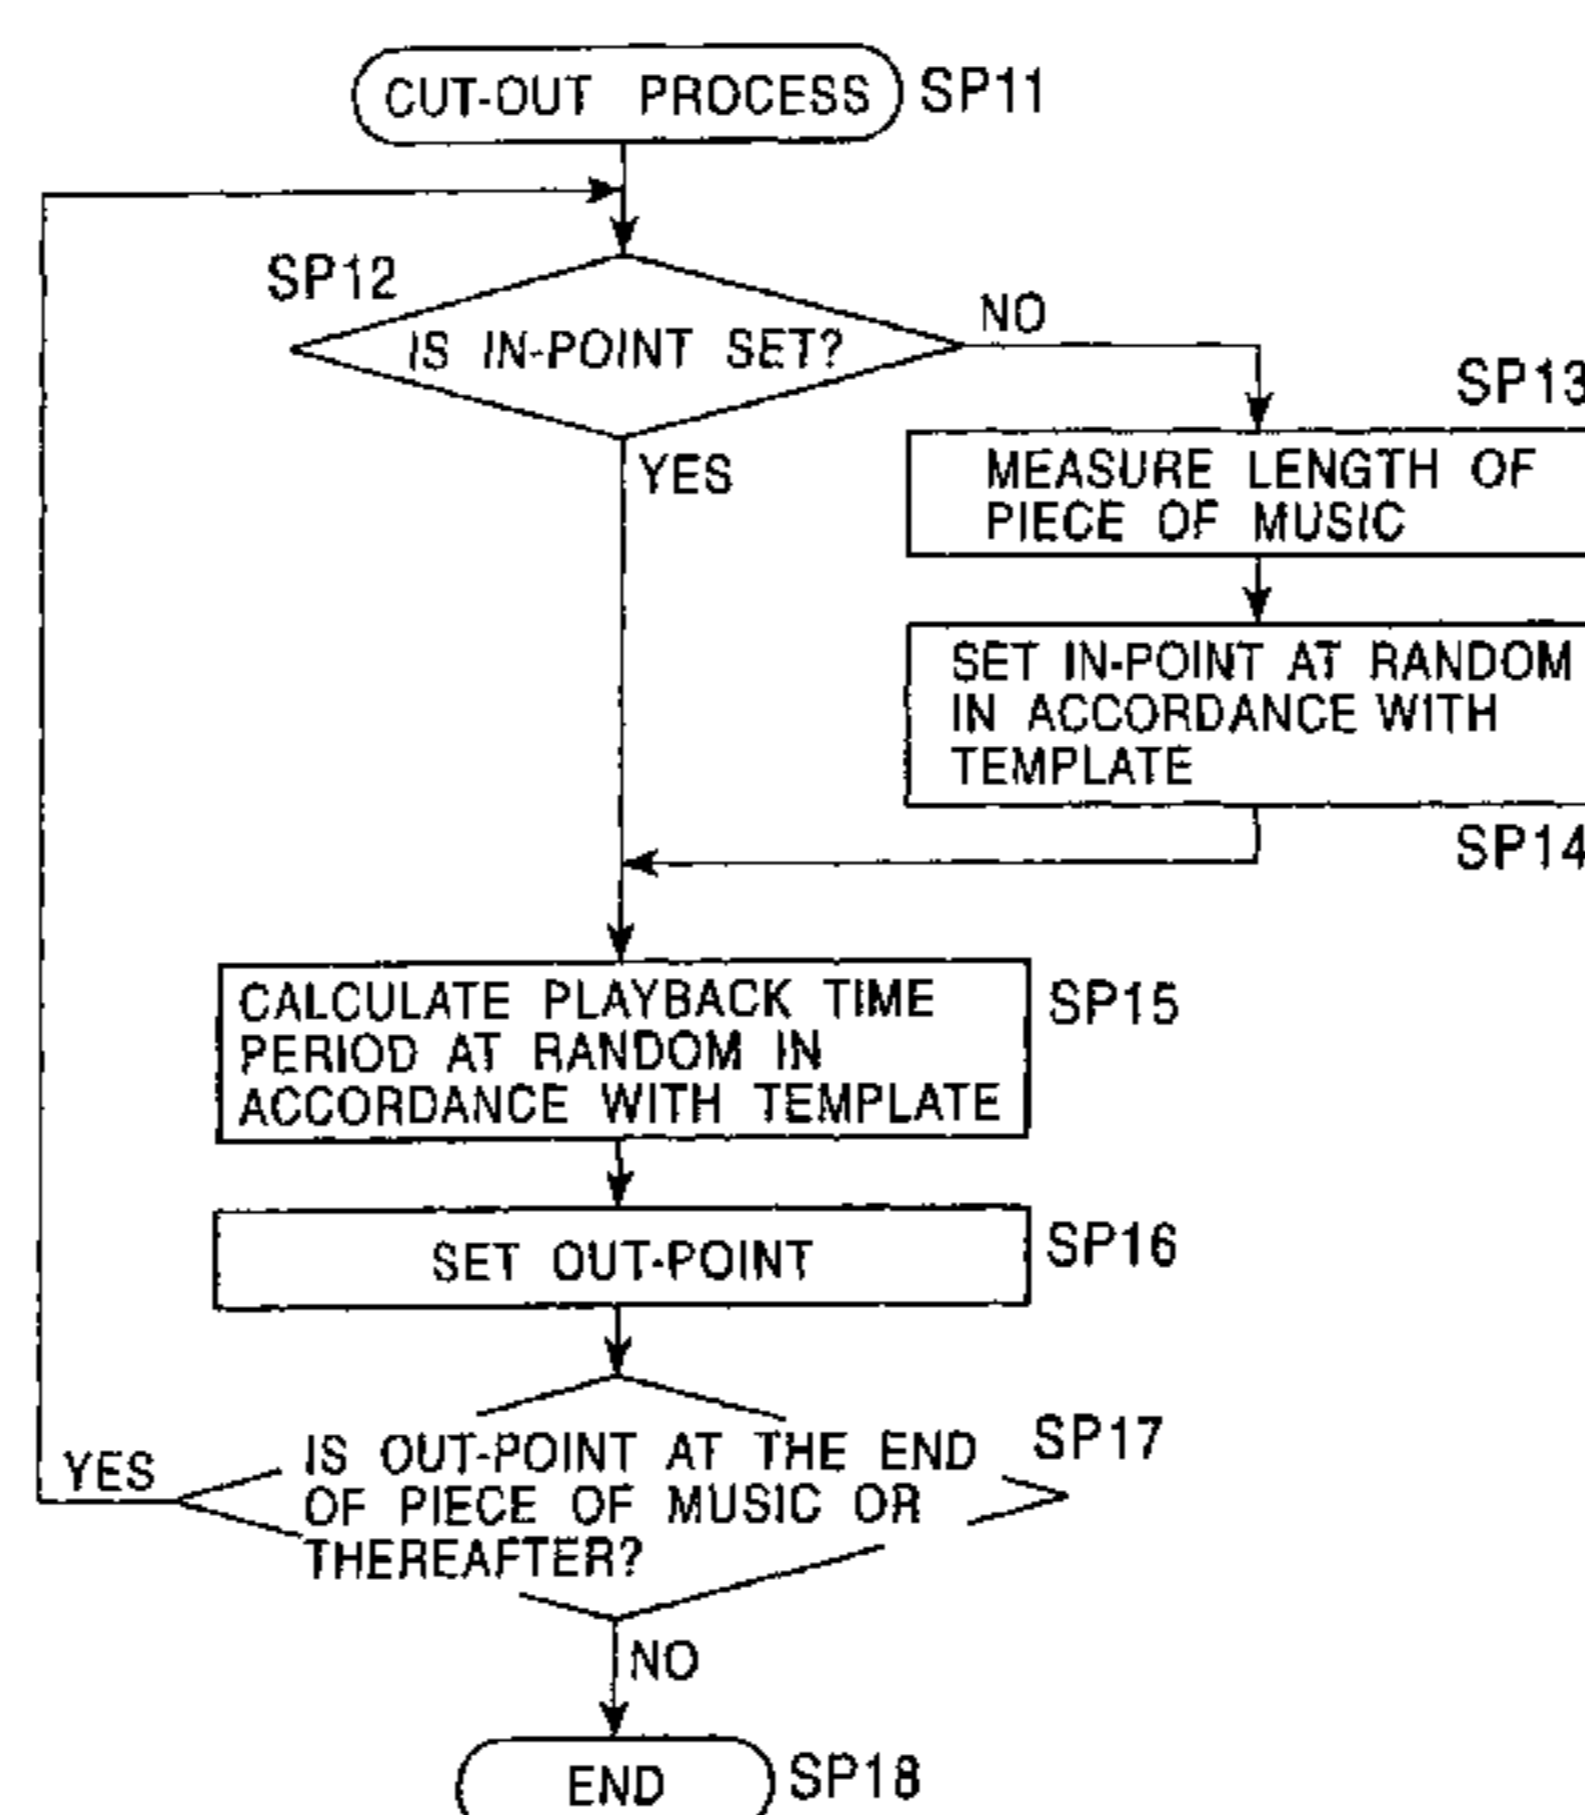 CUT-OUT PROCESS SP11
SP12
IS IN-POINT SET?
NO
YES
SP13
MEASURE LENGTH OF
PIECE OF MUSIC
SET IN-POINT AT RANDOM
IN ACCORDANCE WITH
TEMPLATE
SP14
CALCULATE PLAYBACK TIME
PERIOD AT RANDOM IN
ACCORDANCE WITH TEMPLATE
SP15
SET OUT-POINT
SP16
SP17
IS OUT-POINT AT THE END
OF PIECE OF MUSIC OR
THEREAFTER?
YES
NO
END SP18